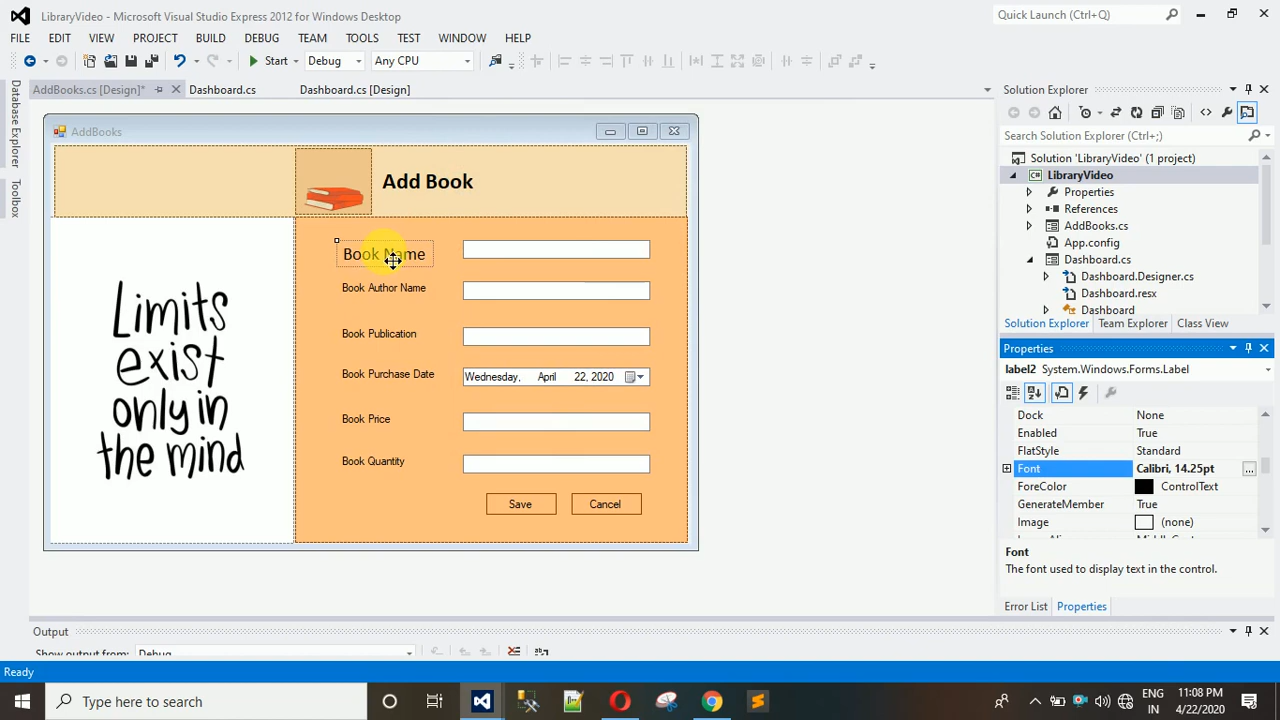 LibraryVideo - Microsoft Visual Studio Express 2012 for Windows Desktop
Quick Launch (Ctrl+Q)
FILE EDIT VIEW PROJECT BUILD DEBUG TEAM TOOLS TEST WINDOW HELP
Start Debug Any CPU
AddBooks.cs [Design]* Dashboard.cs Dashboard.cs [Design]
Database Explorer
Toolbox
AddBooks
Add Book
Limits
exist
only in
the mind
Book Name
Book Author Name
Book Publication
Book Purchase Date
Wednesday, April 22, 2020
Book Price
Book Quantity
Save Cancel
Solution Explorer
Search Solution Explorer (Ctrl+;)
Solution 'LibraryVideo' (1 project)
LibraryVideo
Properties
References
AddBooks.cs
App.config
Dashboard.cs
Dashboard.Designer.cs
Dashboard.resx
Dashboard
Solution Explorer Team Explorer Class View
Properties
label2 System.Windows.Forms.Label
Dock None
Enabled True
FlatStyle Standard
Font Calibri, 14.25pt
ForeColor ControlText
GenerateMember True
Image (none)
Font
The font used to display text in the control.
Error List Properties
Output
Show output from: Debug
Ready
Type here to search
ENG
IN
11:08 PM
4/22/2020